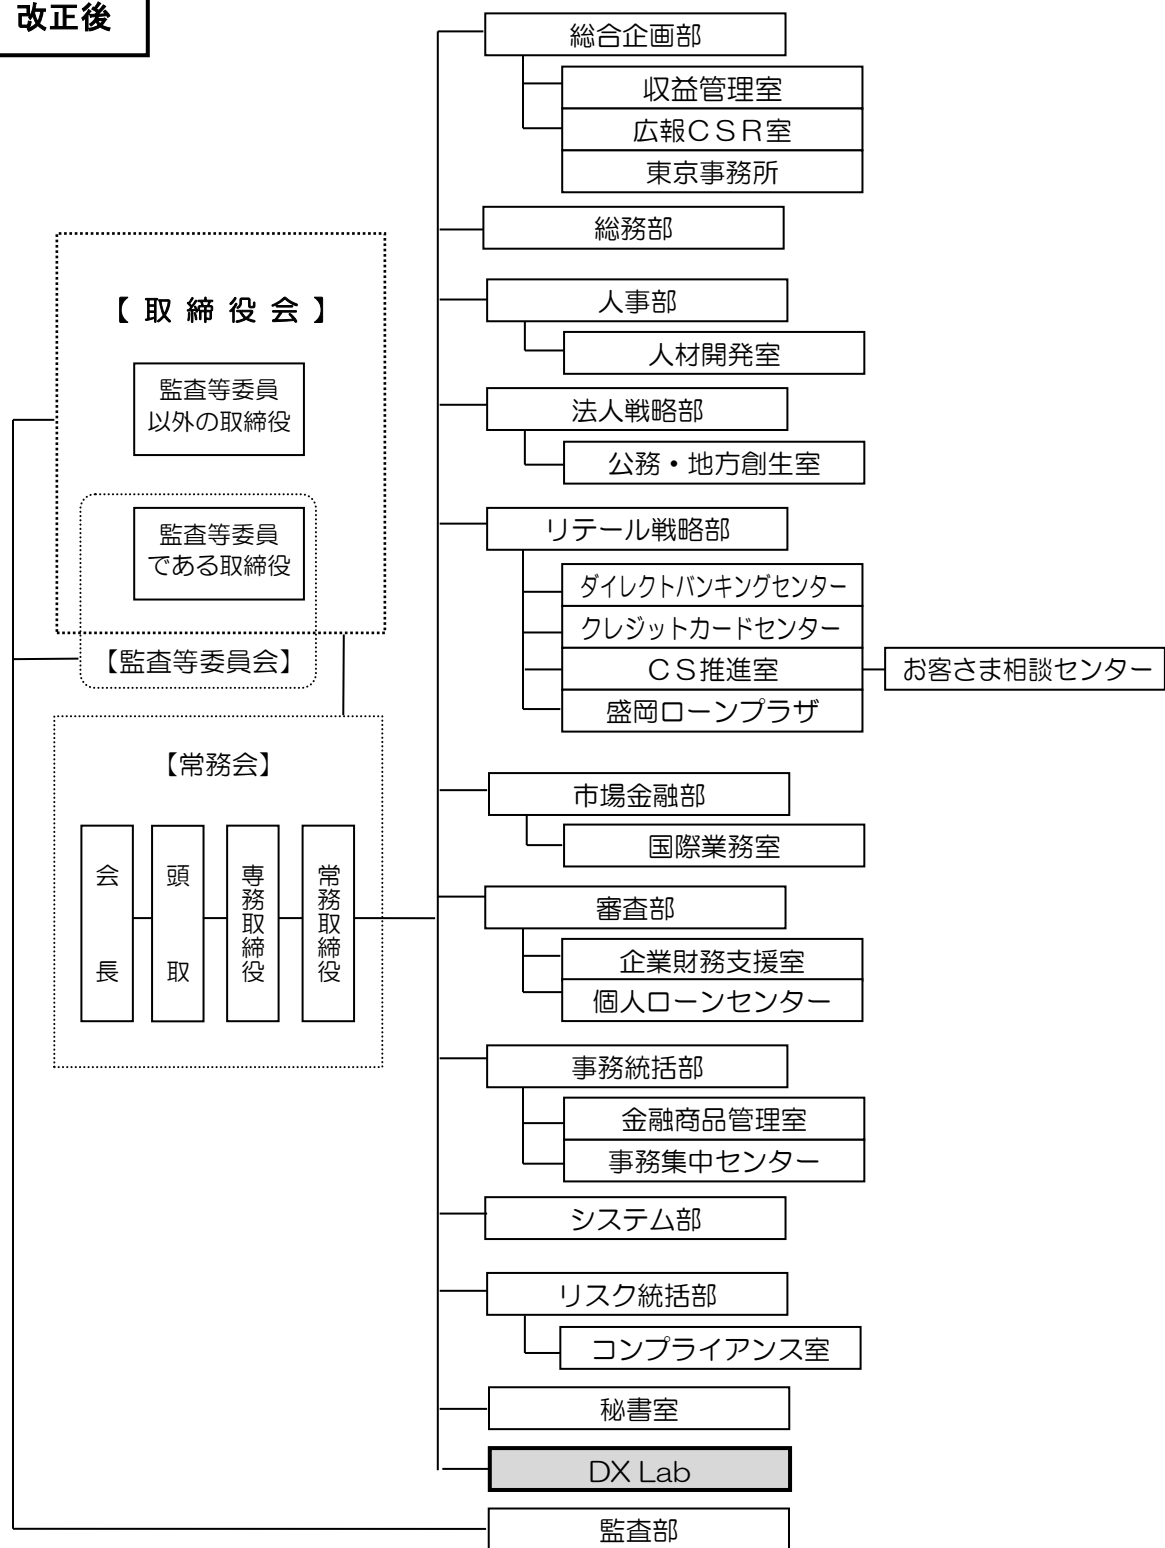 改正後
総合企画部
収益管理室
広報CSR室
東京事務所
総務部
人事部
人材開発室
法人戦略部
公務・地方創生室
リテール戦略部
ダイレクトバンキングセンター
クレジットカードセンター
CS推進室
お客さま相談センター
盛岡ローンプラザ
市場金融部
国際業務室
審査部
企業財務支援室
個人ローンセンター
事務統括部
金融商品管理室
事務集中センター
システム部
リスク統括部
コンプライアンス室
秘書室
DX Lab
監査部
【取締役会】
監査等委員
以外の取締役
監査等委員
である取締役
【監査等委員会】
【常務会】
会長
頭取
専務取締役
常務取締役